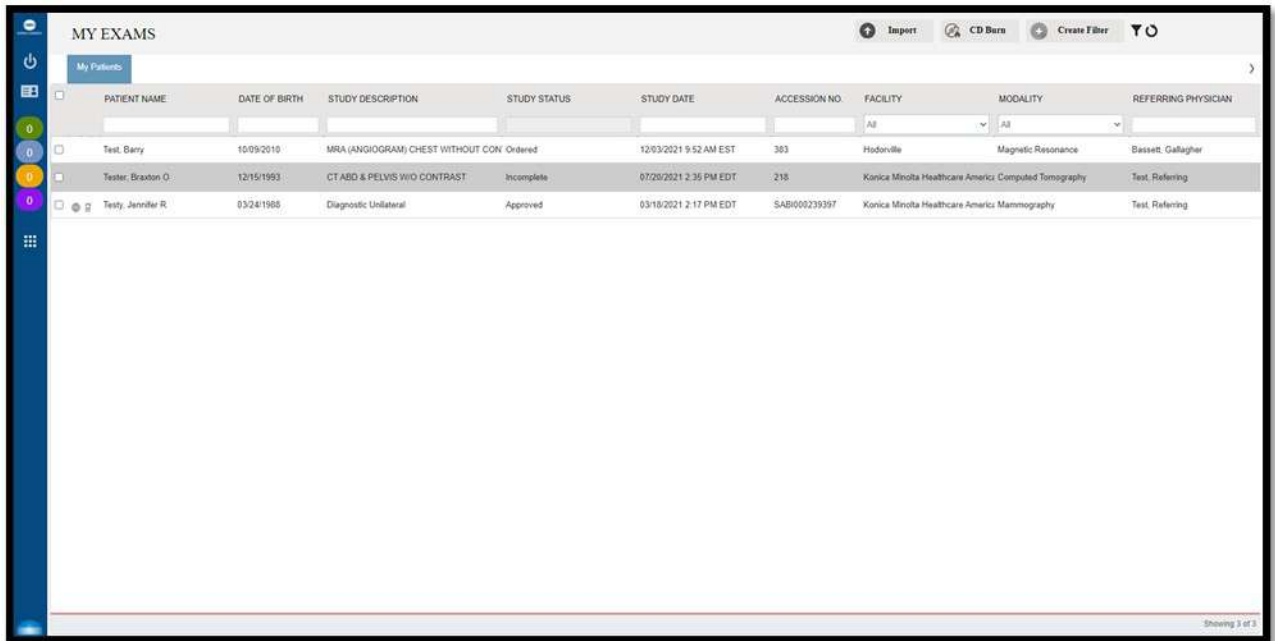 MY EXAMS Import CD Burn Create Filter
My Patients
PATIENT NAME DATE OF BIRTH STUDY DESCRIPTION STUDY STATUS STUDY DATE ACCESSION NO. FACILITY MODALITY REFERRING PHYSICIAN
All All
0
Test, Barry 10/09/2010 MRA (ANGIOGRAM) CHEST WITHOUT CON Ordered 12/03/2021 9:52 AM EST 383 Hodorville Magnetic Resonance Bassett, Gallagher
0
Tester, Braxton O 12/15/1993 CT ABD & PELVIS W/O CONTRAST Incomplete 07/20/2021 2:35 PM EDT 218 Konica Minolta Healthcare America Computed Tomography Test, Referring
0
Testy, Jennifer R 03/24/1988 Diagnostic Unilateral Approved 03/18/2021 2:17 PM EDT SABI000239397 Konica Minolta Healthcare America Mammography Test, Referring
0
Showing 3 of 3